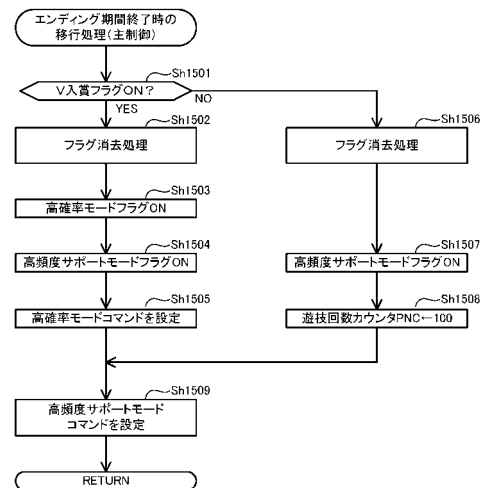 エンディング期間終了時の
移行処理(主制御)
Sh1501
V入賞フラグON?
NO
YES
Sh1502
フラグ消去処理
Sh1506
フラグ消去処理
Sh1503
高確率モードフラグON
Sh1504
高頻度サポートモードフラグON
Sh1507
高頻度サポートモードフラグON
Sh1505
高確率モードコマンドを設定
Sh1508
遊技回数カウンタPNC←100
Sh1509
高頻度サポートモード
コマンドを設定
RETURN